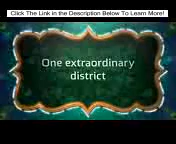 Click The Link in the Description Below To Learn More!
One extraordinary
district